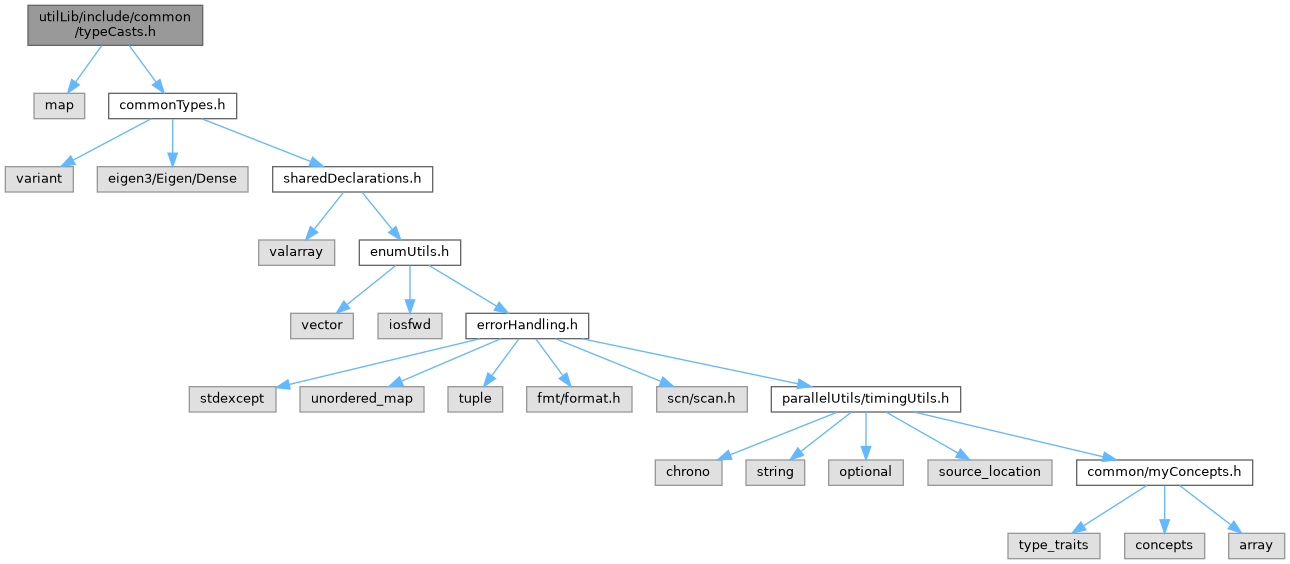 utilLib/include/common
/typeCasts.h
map
commonTypes.h
variant
eigen3/Eigen/Dense
sharedDeclarations.h
valarray
enumUtils.h
vector
iosfwd
errorHandling.h
stdexcept
unordered_map
tuple
fmt/format.h
scn/scan.h
parallelUtils/timingUtils.h
chrono
string
optional
source_location
common/myConcepts.h
type_traits
concepts
array